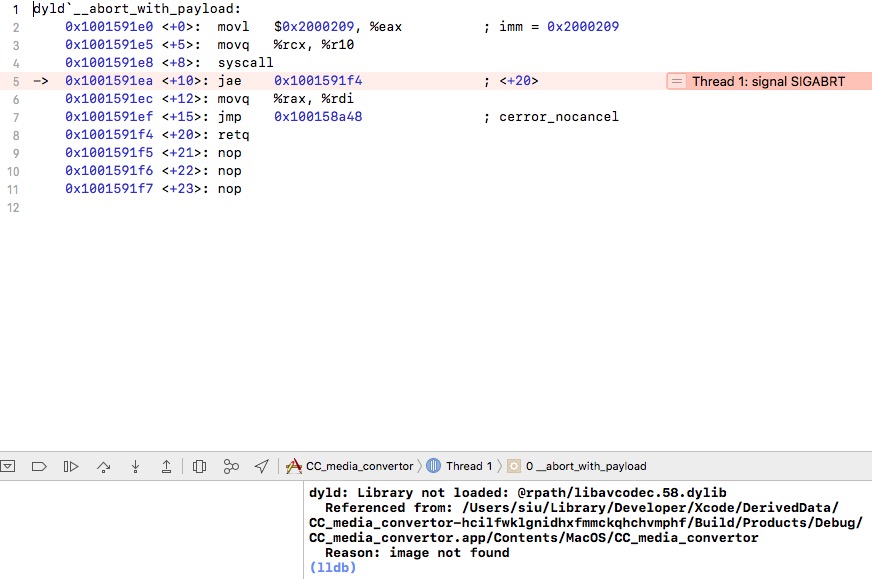 1 dyld`__abort_with_payload:
2 0x1001591e0 <+0>: movl $0x2000209, %eax ; imm = 0x2000209
3 0x1001591e5 <+5>: movq %rcx, %r10
4 0x1001591e8 <+8>: syscall
5 -> 0x1001591ea <+10>: jae 0x1001591f4 ; <+20> Thread 1: signal SIGABRT
6 0x1001591ec <+12>: movq %rax, %rdi
7 0x1001591ef <+15>: jmp 0x100158a48 ; cerror_nocancel
8 0x1001591f4 <+20>: retq
9 0x1001591f5 <+21>: nop
10 0x1001591f6 <+22>: nop
11 0x1001591f7 <+23>: nop
12
CC_media_convertor Thread 1 0 __abort_with_payload
dyld: Library not loaded: @rpath/libavcodec.58.dylib
Referenced from: /Users/siu/Library/Developer/Xcode/DerivedData/
CC_media_convertor-hcilfwklgnidhxfmmckqhchvmphf/Build/Products/Debug/
CC_media_convertor.app/Contents/MacOS/CC_media_convertor
Reason: image not found
(lldb)